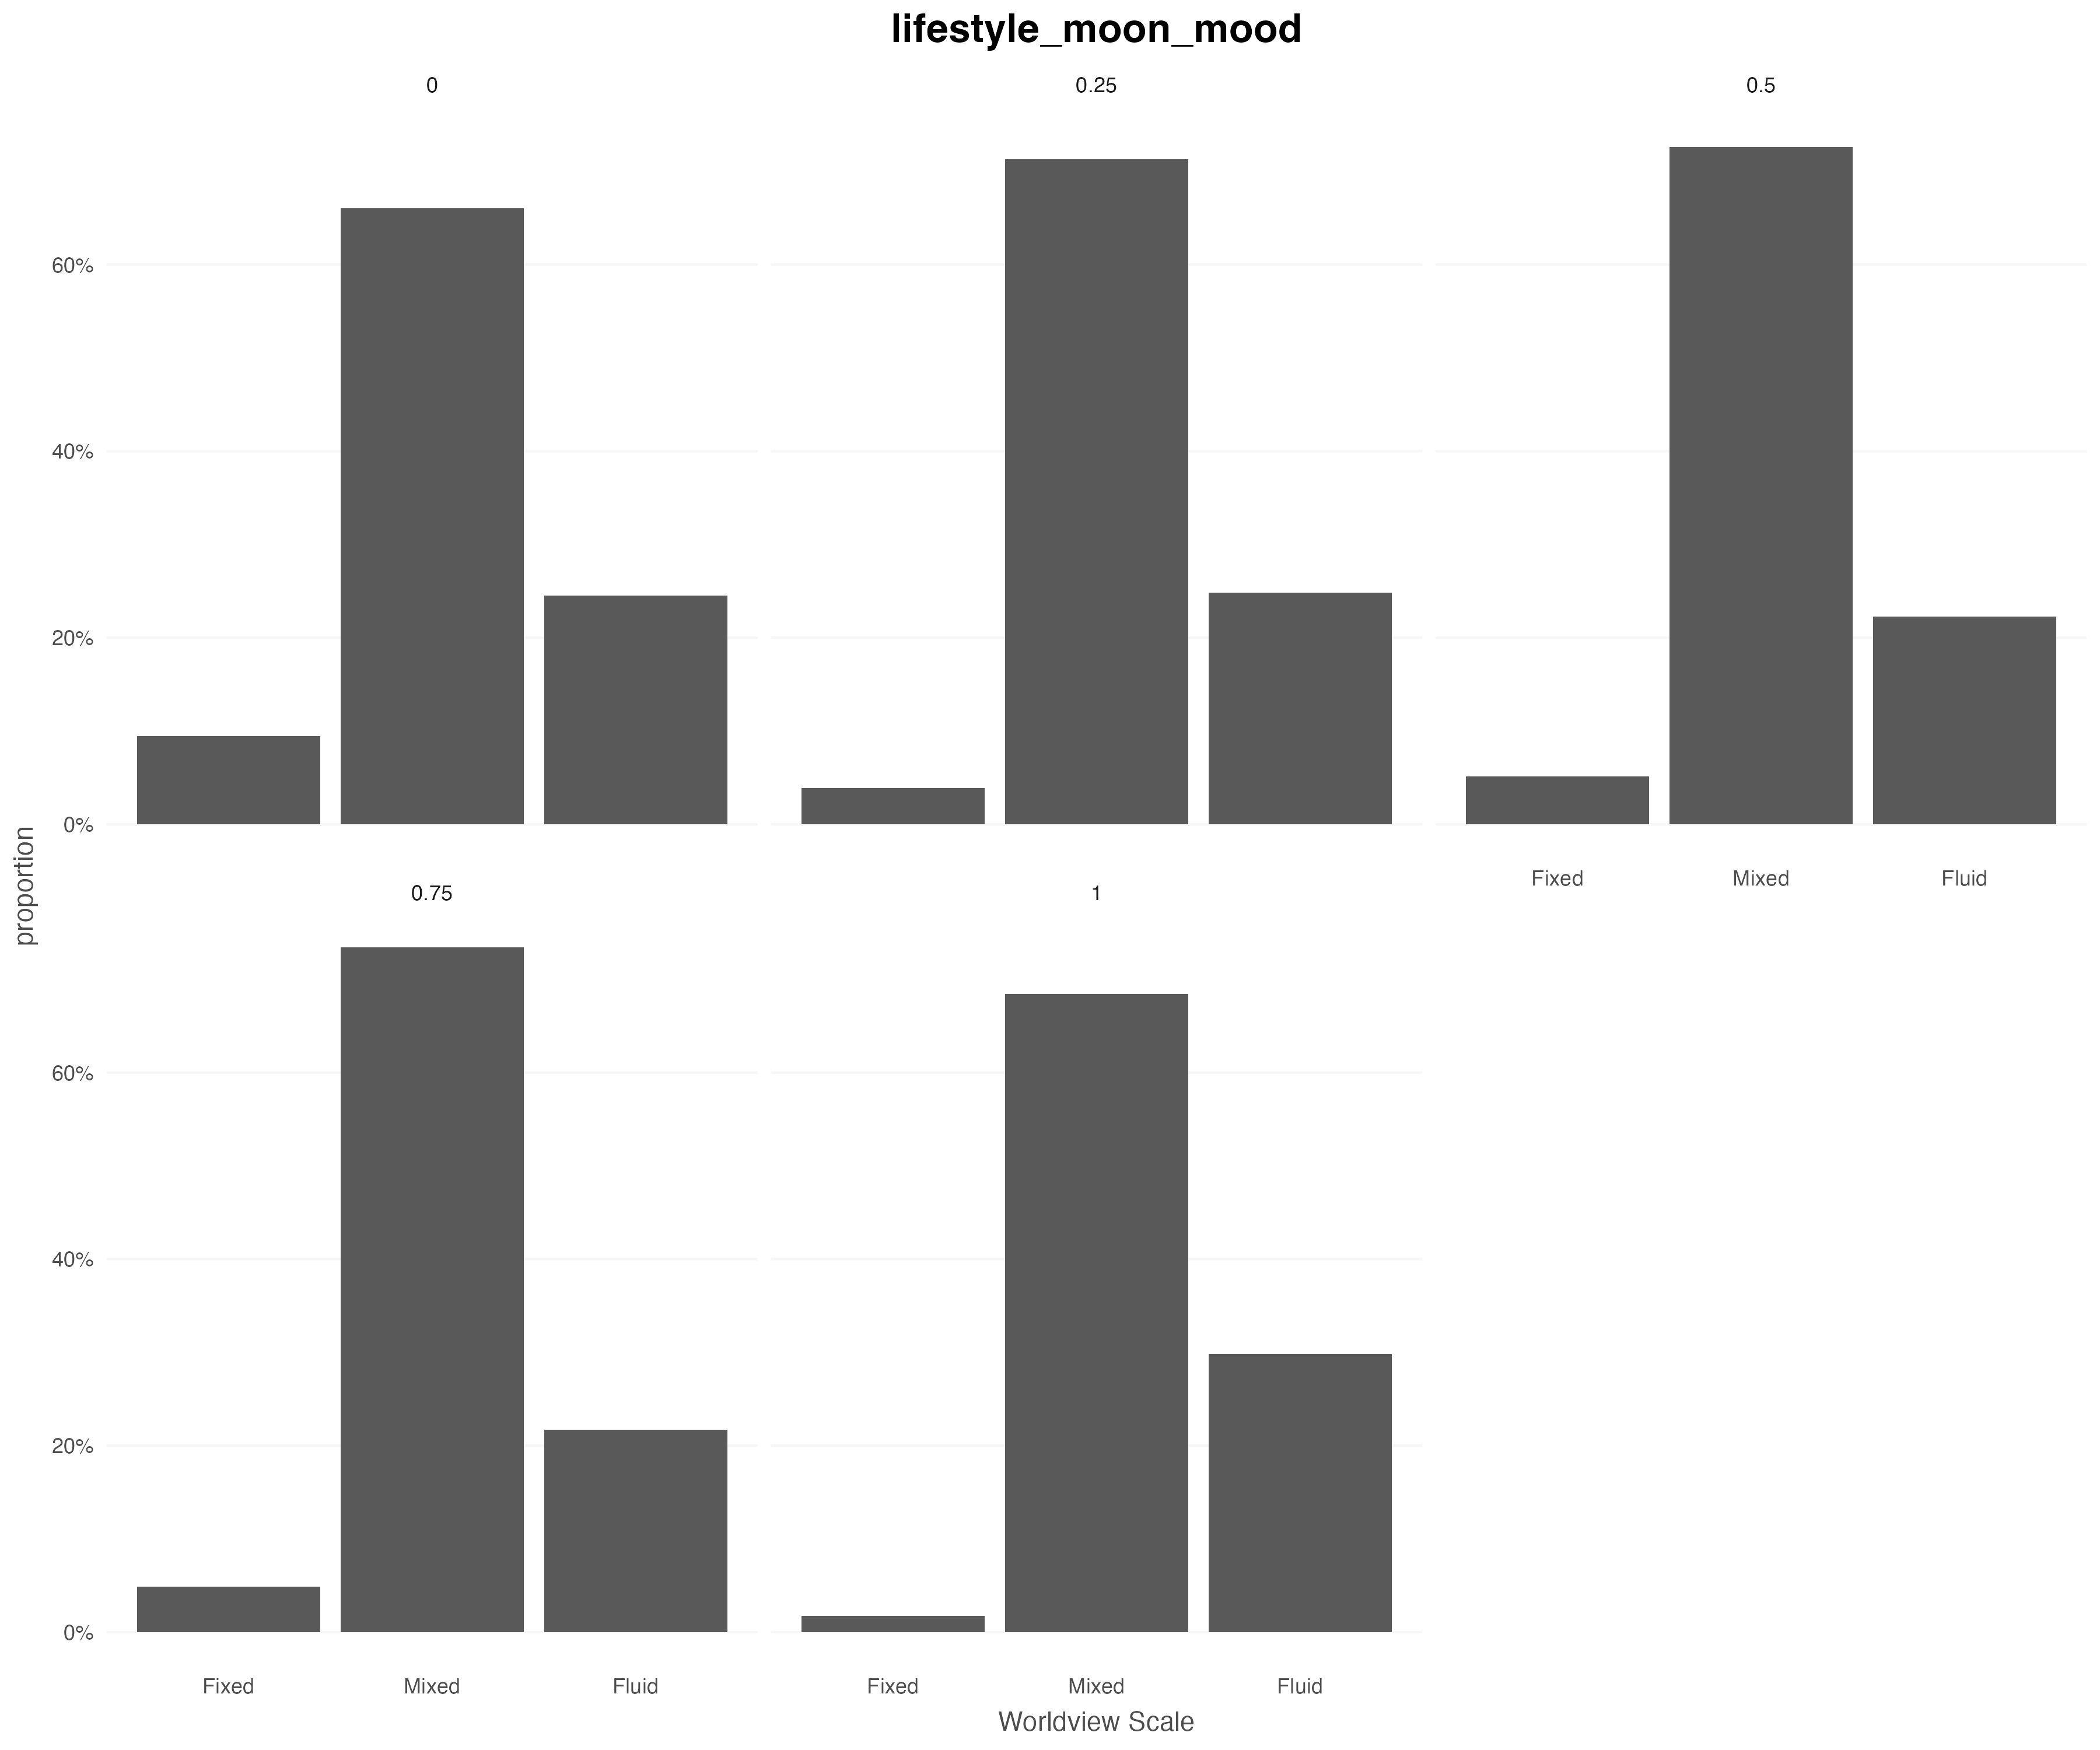 lifestyle_moon_mood
0
0.25
0.5
60%
40%
20%
0%
Fixed
Mixed
Fluid
0.75
1
proportion
60%
40%
20%
0%
Fixed
Mixed
Fluid
Fixed
Mixed
Fluid
Worldview Scale